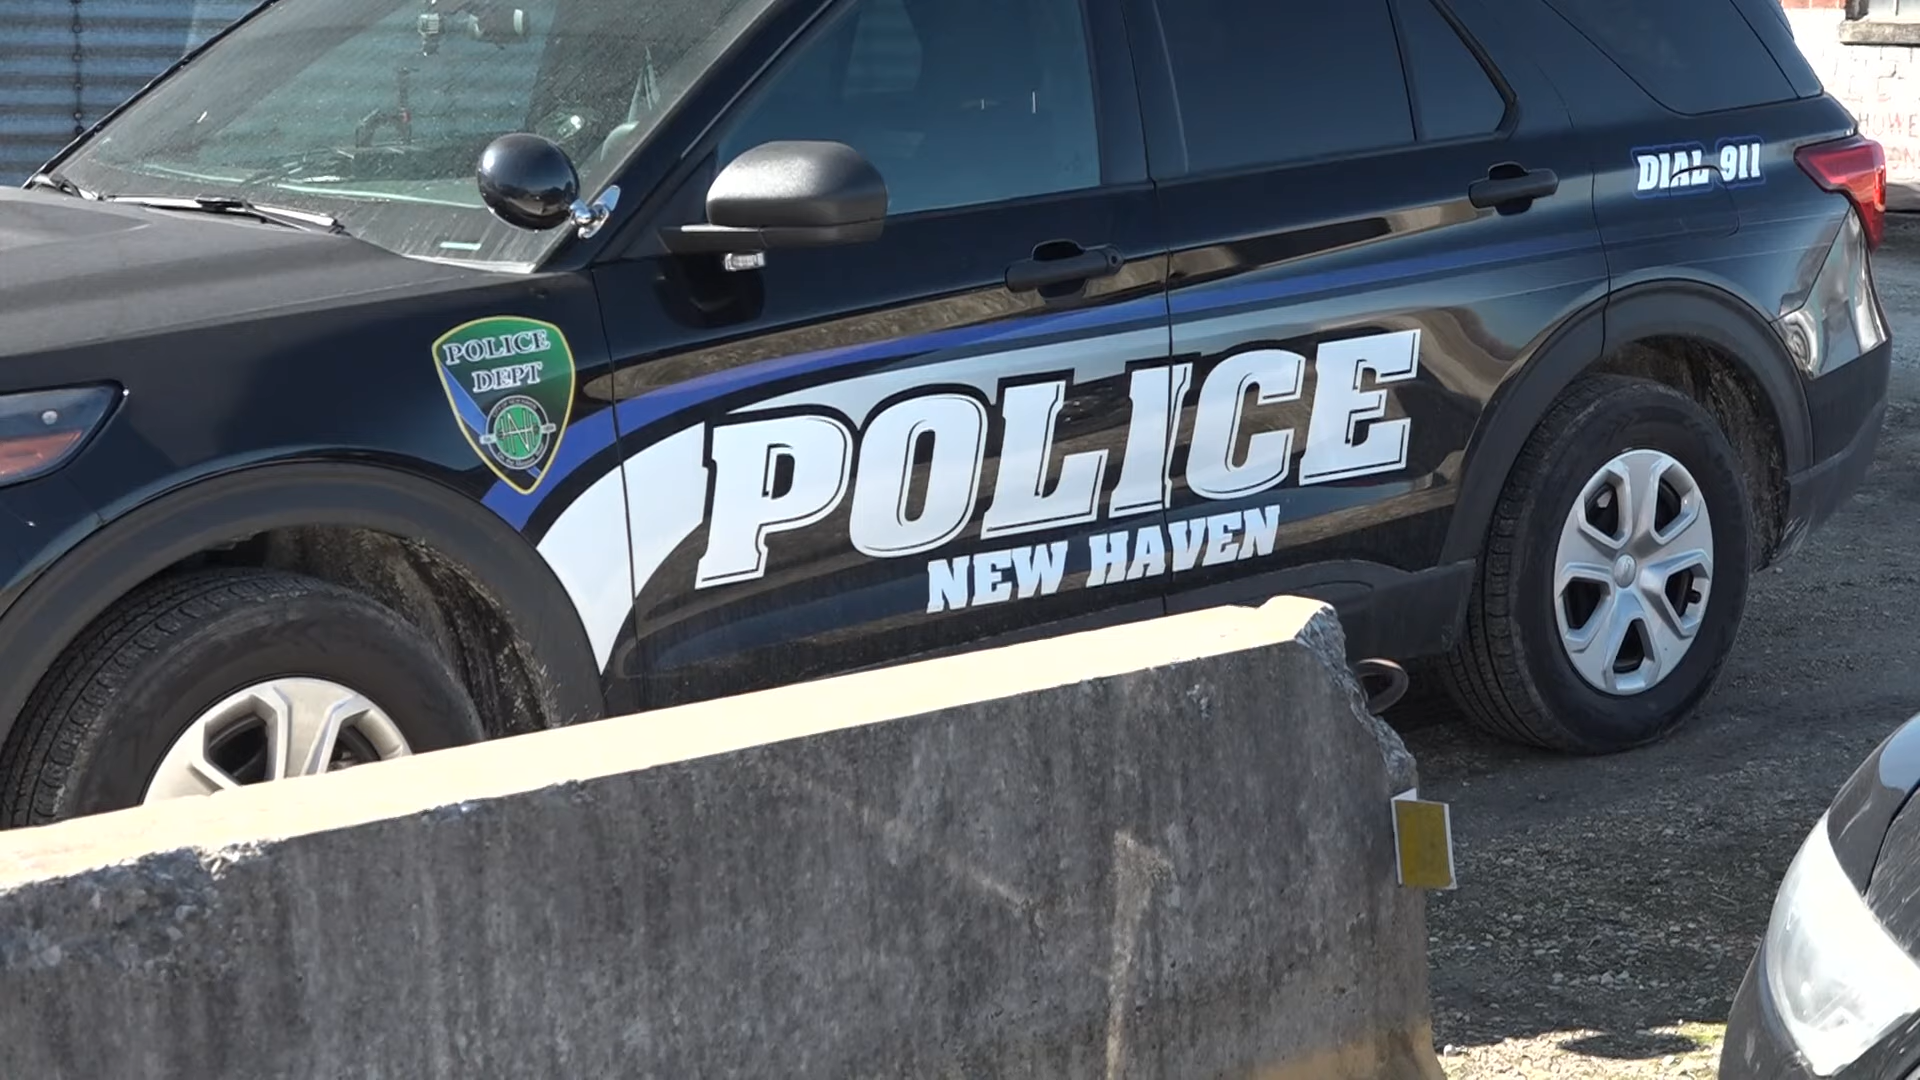 POLICE
DEPT
N
POLICE
NEW HAVEN
DIAL 911